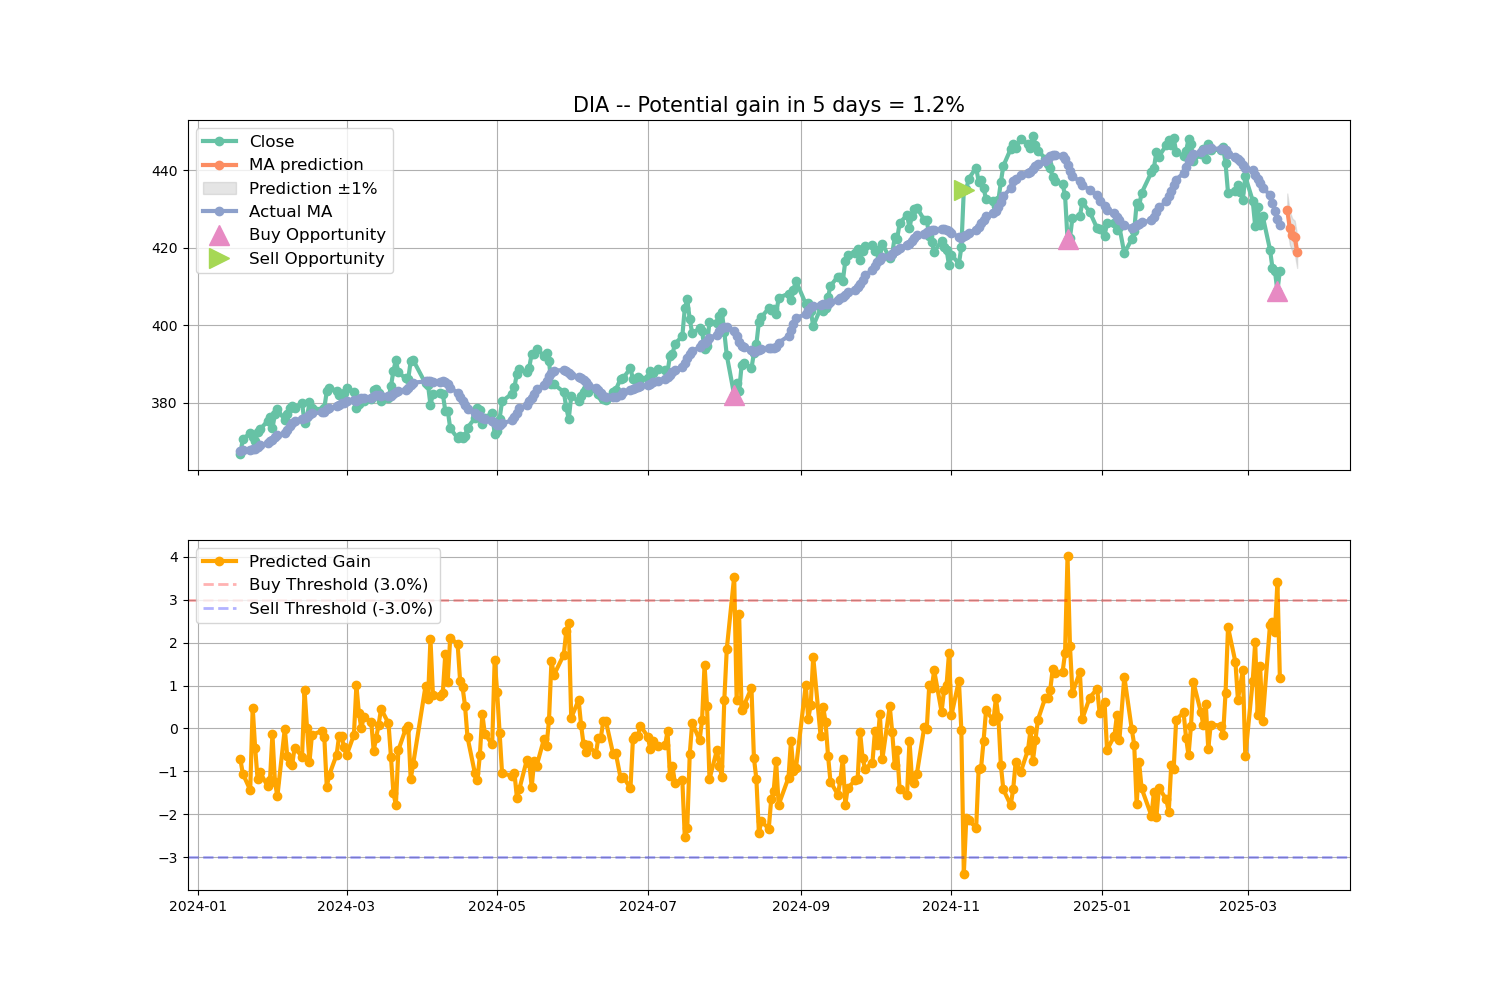 DIA -- Potential gain in 5 days = 1.2%
Close
MA prediction
Prediction ±1%
Actual MA
Buy Opportunity
Sell Opportunity
440
420
400
380
Predicted Gain
Buy Threshold (3.0%)
Sell Threshold (-3.0%)
4
3
2
1
0
−1
−2
−3
2024-01 2024-03 2024-05 2024-07 2024-09 2024-11 2025-01 2025-03